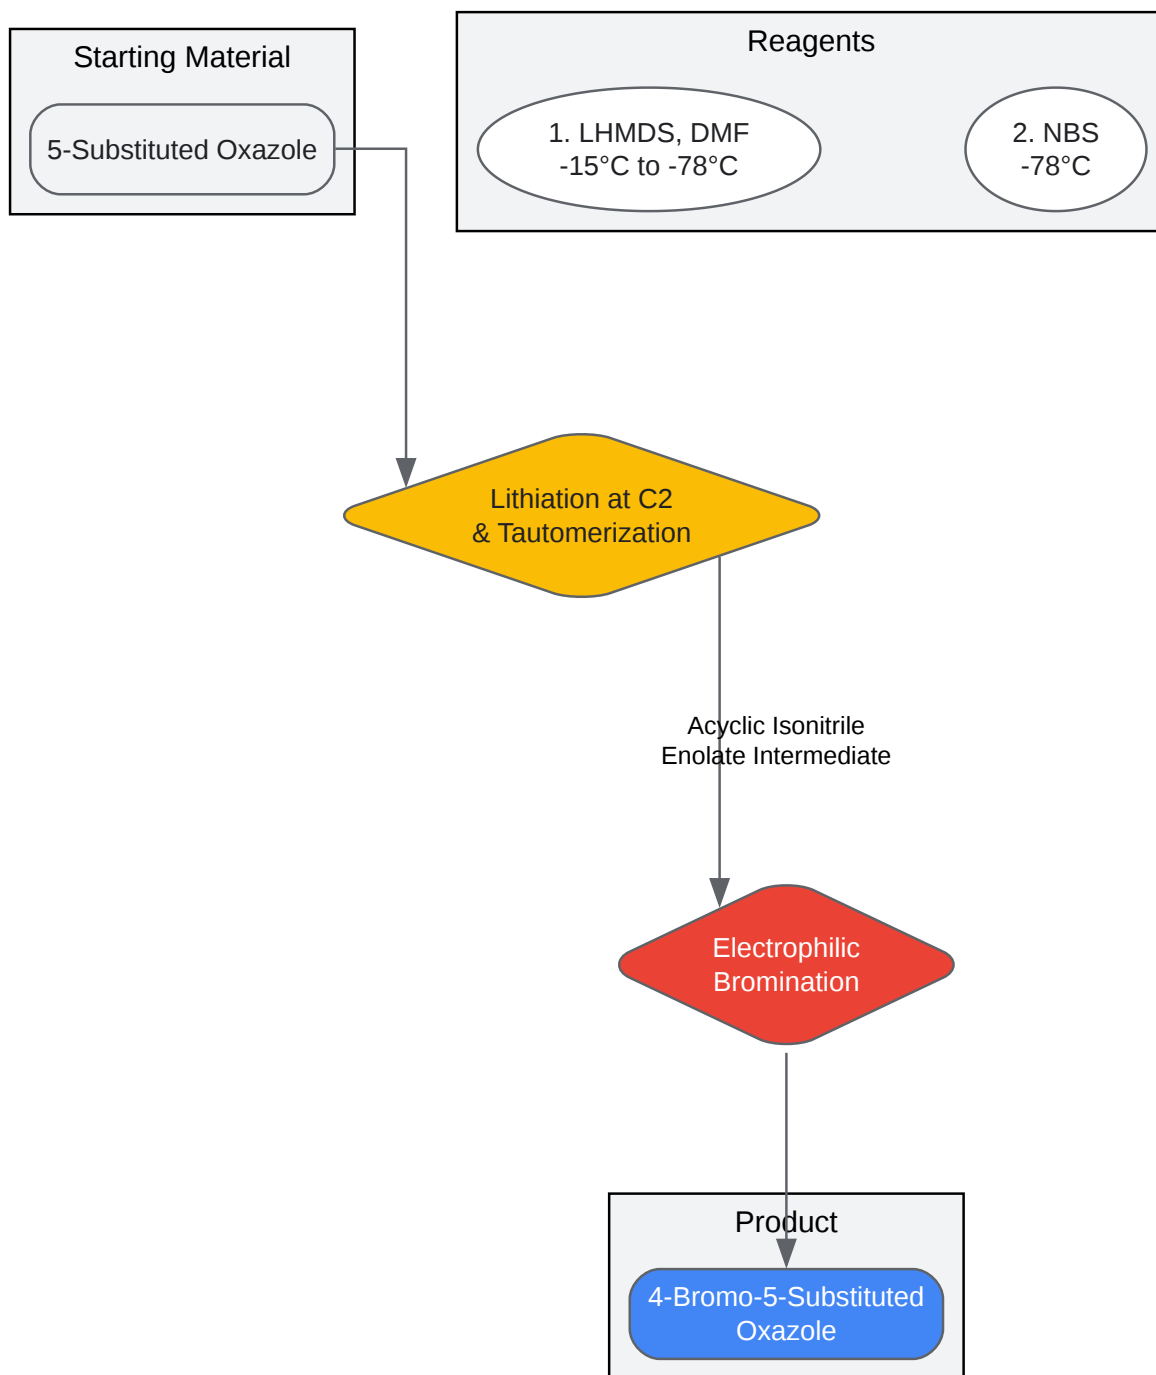 Starting Material
5-Substituted Oxazole
Reagents
1. LHMDS, DMF
-15°C to -78°C
2. NBS
-78°C
Lithiation at C2
& Tautomerization
Acyclic Isonitrile
Enolate Intermediate
Electrophilic
Bromination
Product
4-Bromo-5-Substituted
Oxazole